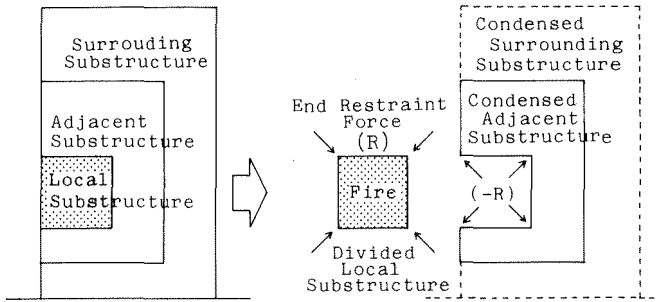 Surrouding
Substructure
Adjacent
Substructure
Local
Substructure
End Restraint
Force
(R)
Fire
Divided
Local
Substructure
Condensed
Surrounding
Substructure
Condensed
Adjacent
Substructure
(-R)